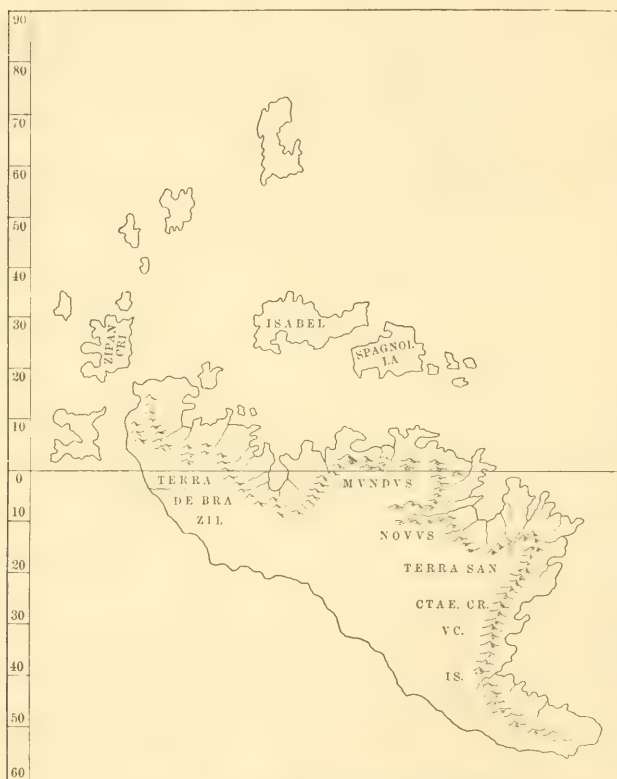 90
80
70
60
50
40
30
20
10
0
10
20
30
40
50
60
ISABEL
SPAGNOL
LA
ZIPAN
CRI
TERRA
DE BRA
ZIL
MVNDVS
NOVVS
TERRA SAN
CTAE. CR.
VC.
IS.